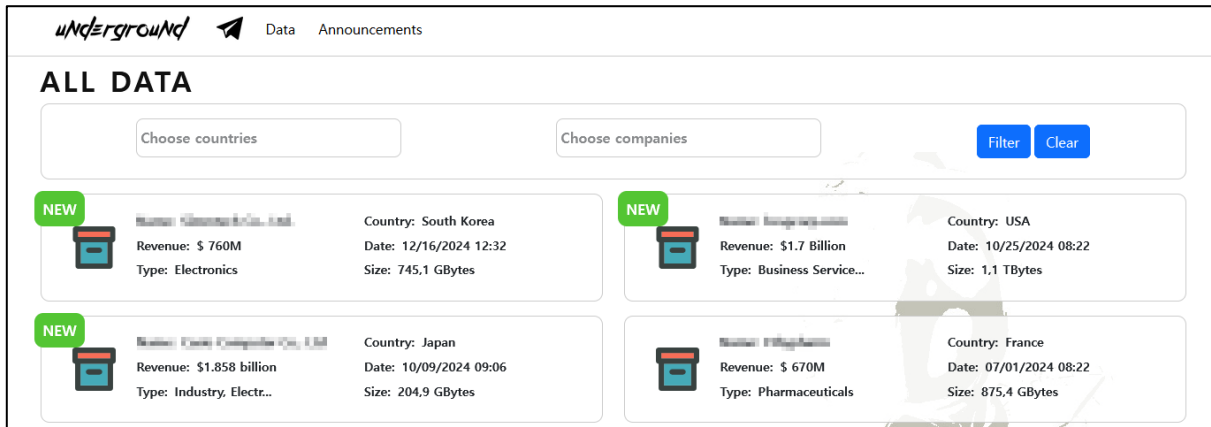 uNdergrouNd
Data
Announcements
ALL DATA
Choose countries
Choose companies
Filter
Clear
NEW
Country: South Korea
Revenue: $ 760M
Date: 12/16/2024 12:32
Type: Electronics
Size: 745,1 GBytes
NEW
Country: USA
Revenue: $1.7 Billion
Date: 10/25/2024 08:22
Type: Business Service...
Size: 1,1 TBytes
NEW
Country: Japan
Revenue: $1.858 billion
Date: 10/09/2024 09:06
Type: Industry, Electr...
Size: 204,9 GBytes
Country: France
Revenue: $ 670M
Date: 07/01/2024 08:22
Type: Pharmaceuticals
Size: 875,4 GBytes